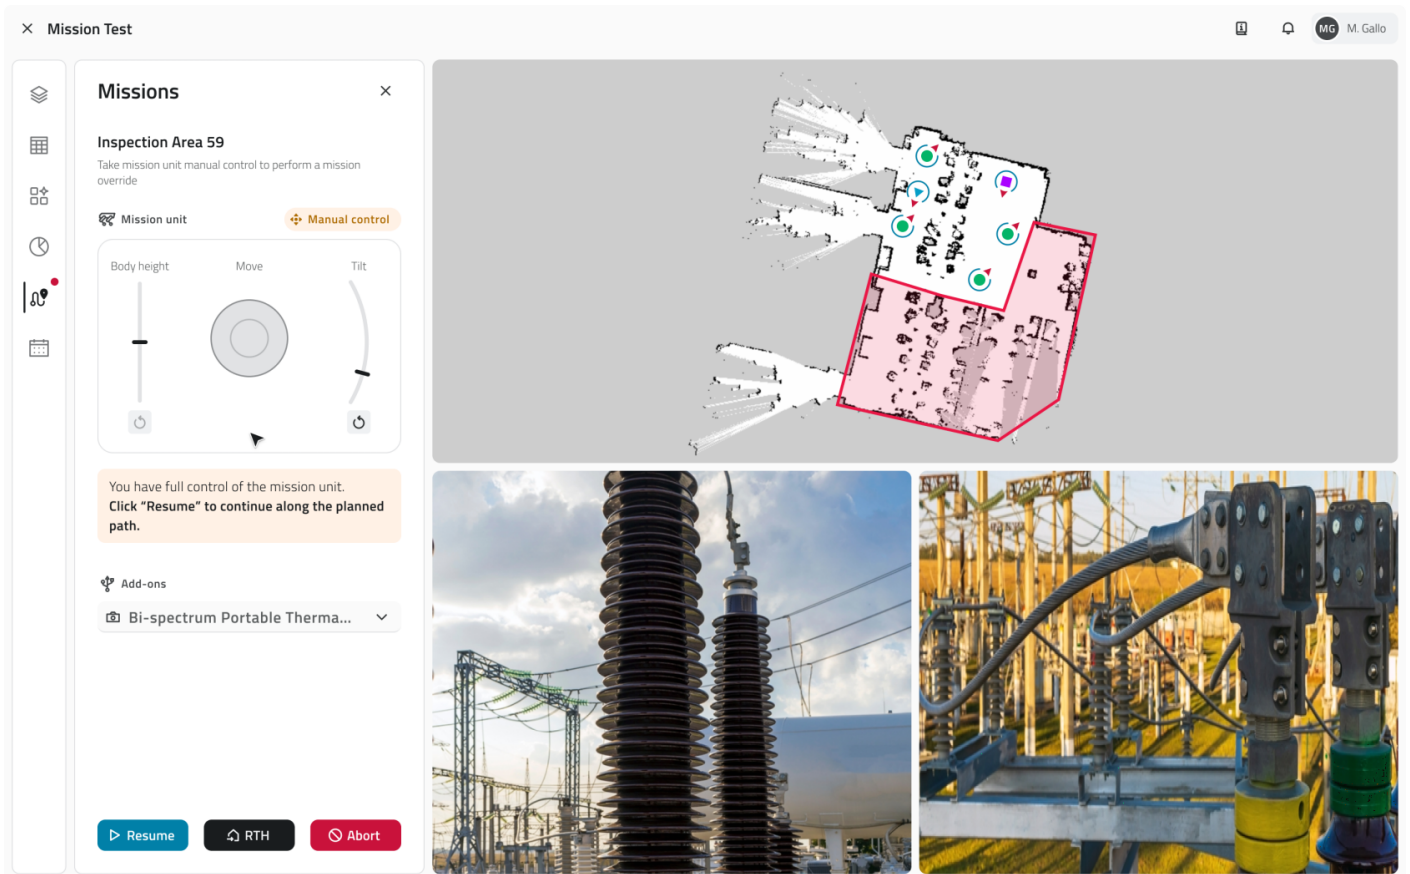 Mission Test
MG
M. Gallo
Missions
Inspection Area 59
Take mission unit manual control to perform a mission
override
Mission unit
Manual control
Body height
Move
Tilt
You have full control of the mission unit.
Click “Resume” to continue along the planned
path.
Add-ons
Bi-spectrum Portable Therma...
Resume
RTH
Abort